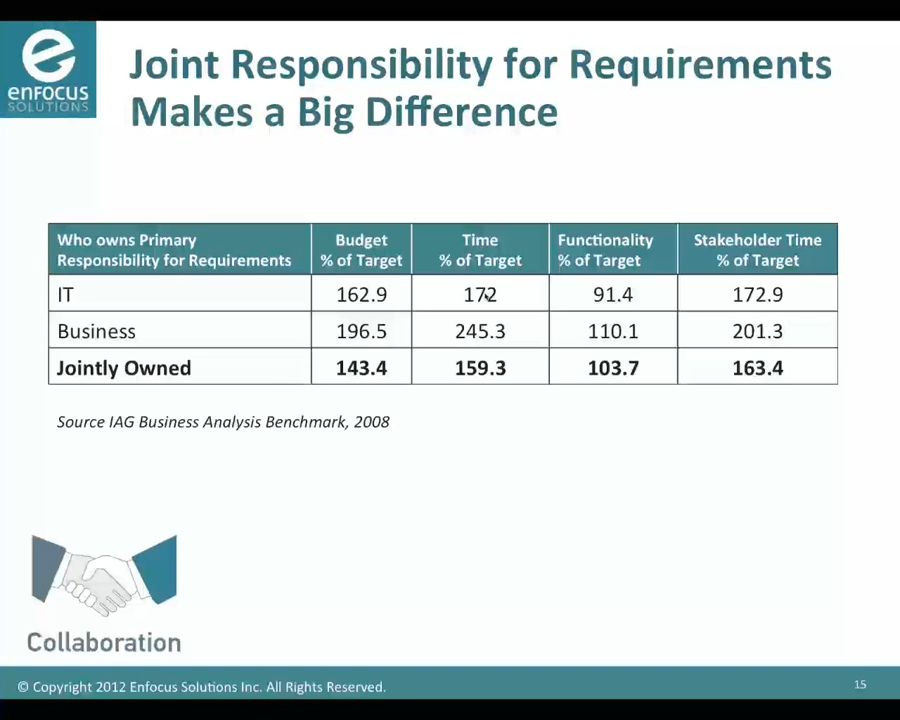 enfocus
SOLUTIONS
Joint Responsibility for Requirements
Makes a Big Difference
Who owns Primary
Responsibility for Requirements
Budget
% of Target
Time
% of Target
Functionality
% of Target
Stakeholder Time
% of Target
IT 162.9 172 91.4 172.9
Business 196.5 245.3 110.1 201.3
Jointly Owned 143.4 159.3 103.7 163.4
Source IAG Business Analysis Benchmark, 2008
Collaboration
© Copyright 2012 Enfocus Solutions Inc. All Rights Reserved.
15